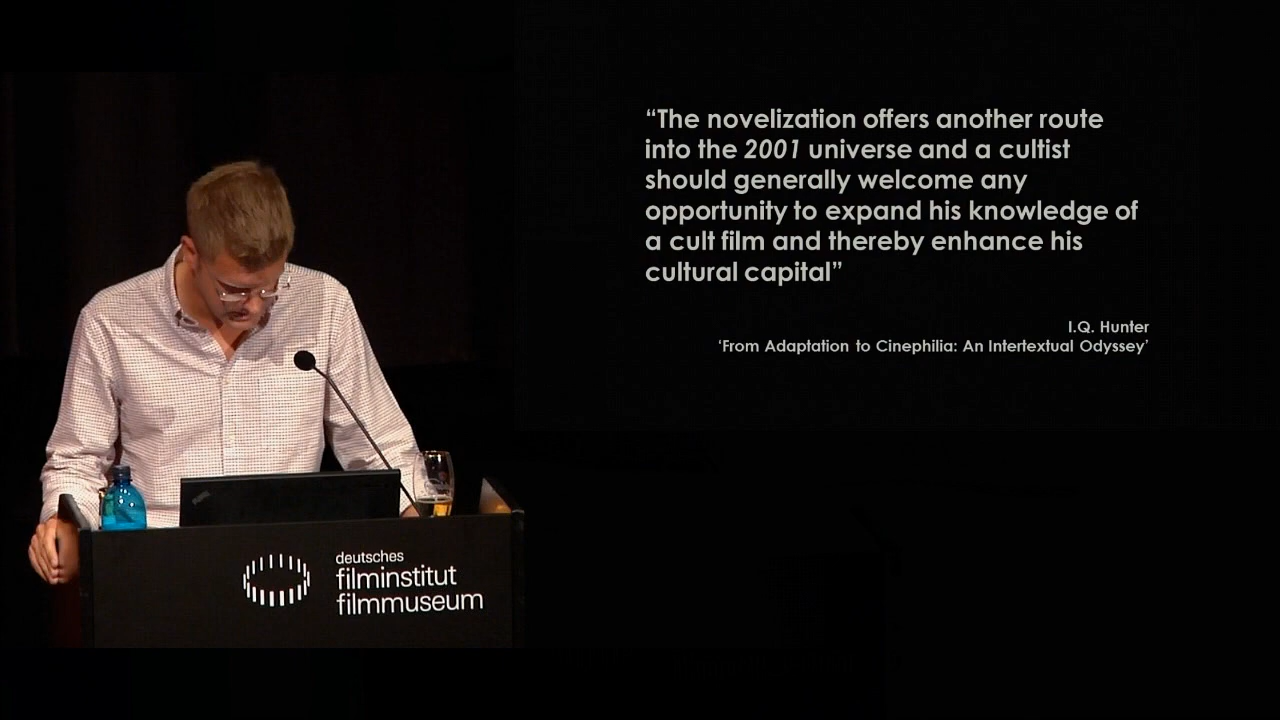 “The novelization offers another route
into the 2001 universe and a cultist
should generally welcome any
opportunity to expand his knowledge of
a cult film and thereby enhance his
cultural capital”
I.Q. Hunter
‘From Adaptation to Cinephilia: An Intertextual Odyssey’
deutsches
filminstitut
filmmuseum